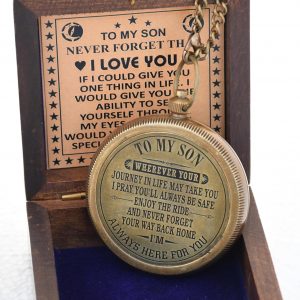 TO MY SON
NEVER FORGET TH
I LOVE YOU
IF I COULD GIVE YOU
ONE THING IN LIFE, I
WOULD GIVE YOU THE
ABILITY TO SE
YOURSELF THROU
MY EYES
WOULD
SPECI
TO MY SON
WHEREVER YOUR
JOURNEY IN LIFE MAY TAKE YOU
I PRAY YOU'LL ALWAYS BE SAFE
ENJOY THE RIDE
AND NEVER FORGET
YOUR WAY BACK HOME
I'M
ALWAYS HERE FOR YOU